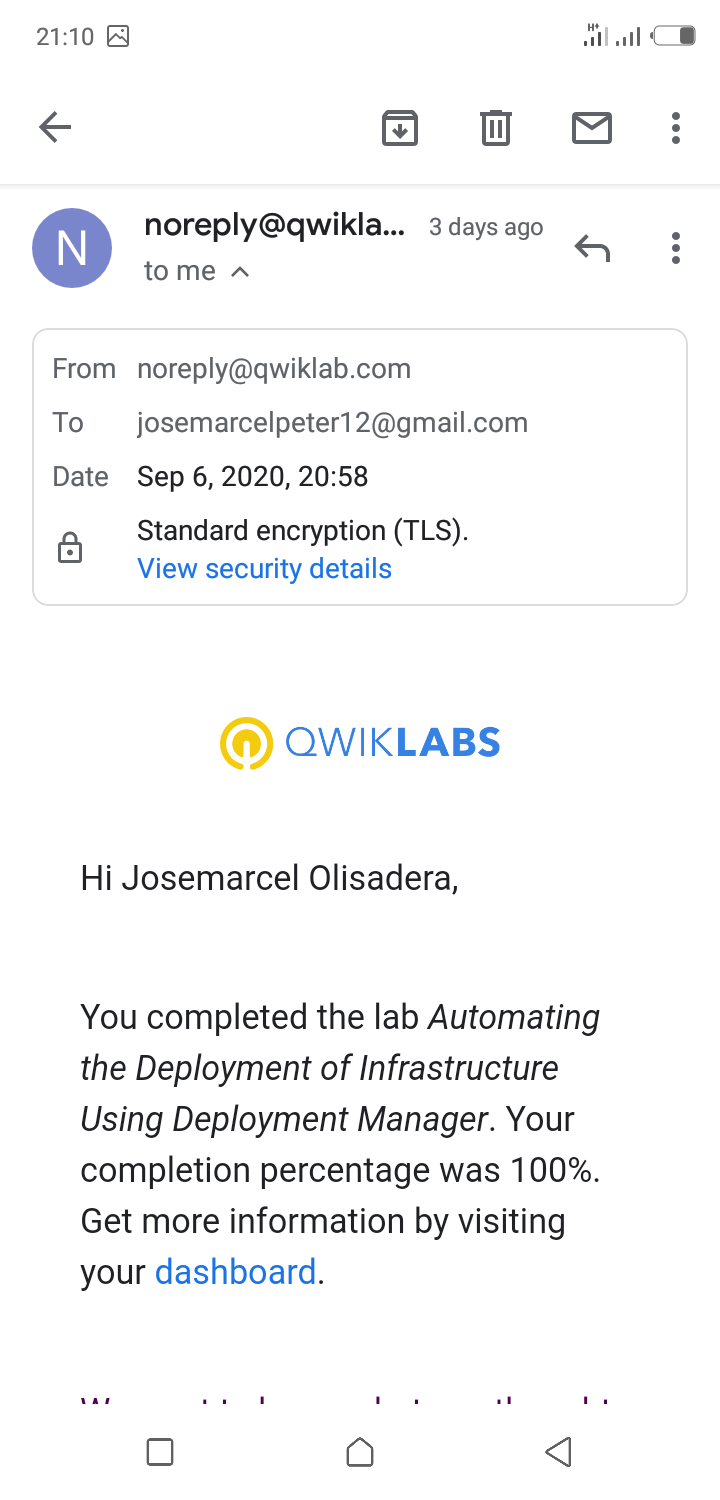 21:10 H+
noreply@qwikla... 3 days ago
N
to me
From noreply@qwiklab.com
To josemarcelpeter12@gmail.com
Date Sep 6, 2020, 20:58
Standard encryption (TLS).
View security details
QWIKLABS
Hi Josemarcel Olisadera,
You completed the lab Automating
the Deployment of Infrastructure
Using Deployment Manager. Your
completion percentage was 100%.
Get more information by visiting
your dashboard.